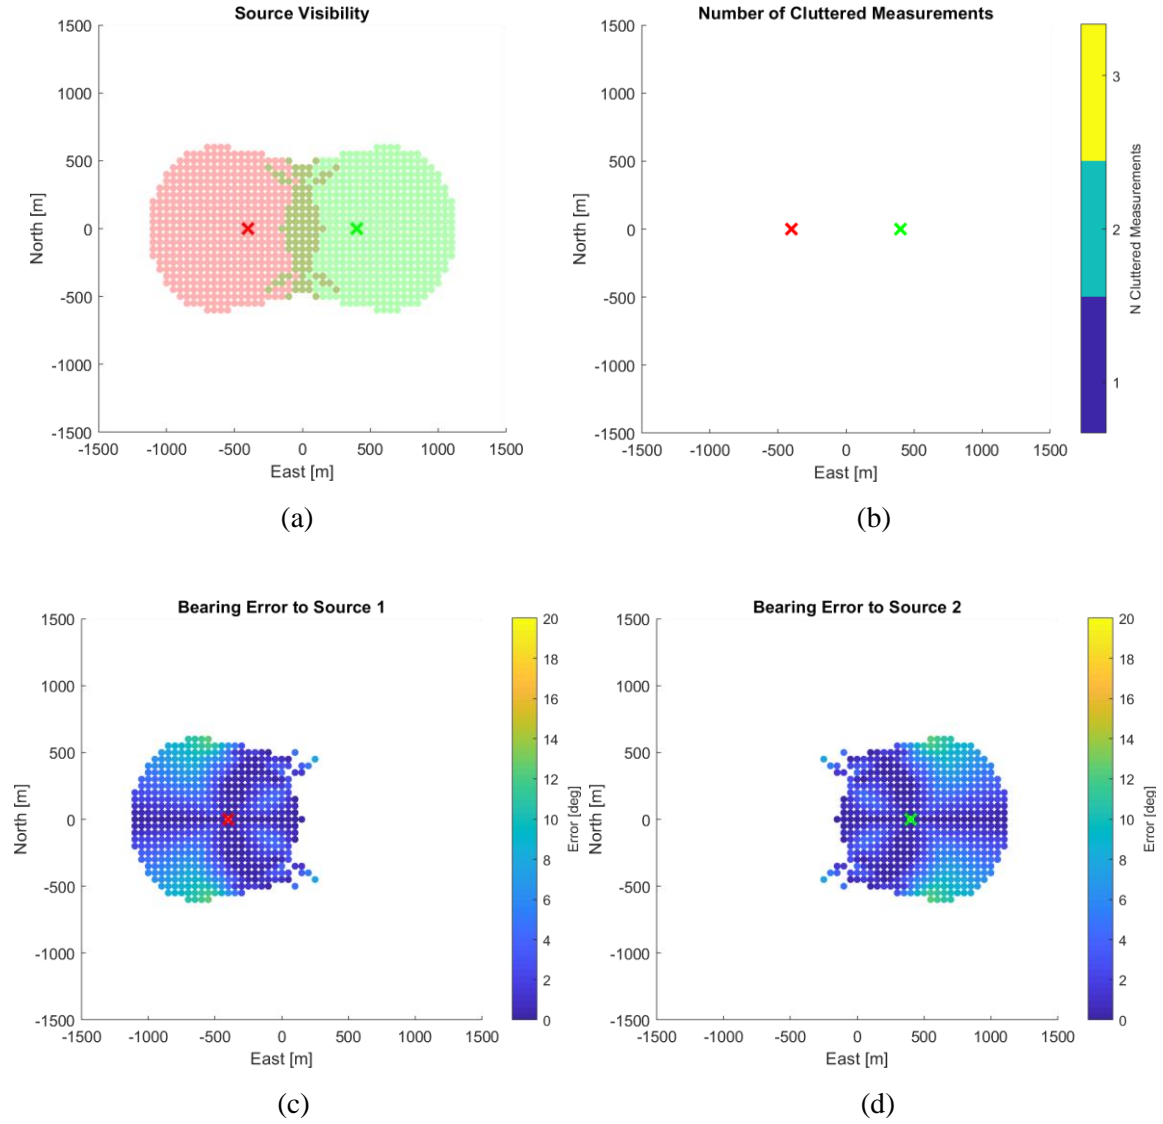 Source Visibility
1500
1000
500
0
-500
-1000
-1500
North [m]
-1500 -1000 -500 0 500 1000 1500
East [m]
(a)
Number of Cluttered Measurements
1500
1000
500
0
-500
-1000
-1500
North [m]
-1500 -1000 -500 0 500 1000 1500
East [m]
3
2
1
N Cluttered Measurements
(b)
Bearing Error to Source 1
1500
1000
500
0
-500
-1000
-1500
North [m]
-1500 -1000 -500 0 500 1000 1500
East [m]
20
18
16
14
12
10
8
6
4
2
0
Error [deg]
(c)
Bearing Error to Source 2
1500
1000
500
0
-500
-1000
-1500
North [m]
-1500 -1000 -500 0 500 1000 1500
East [m]
20
18
16
14
12
10
8
6
4
2
0
Error [deg]
(d)